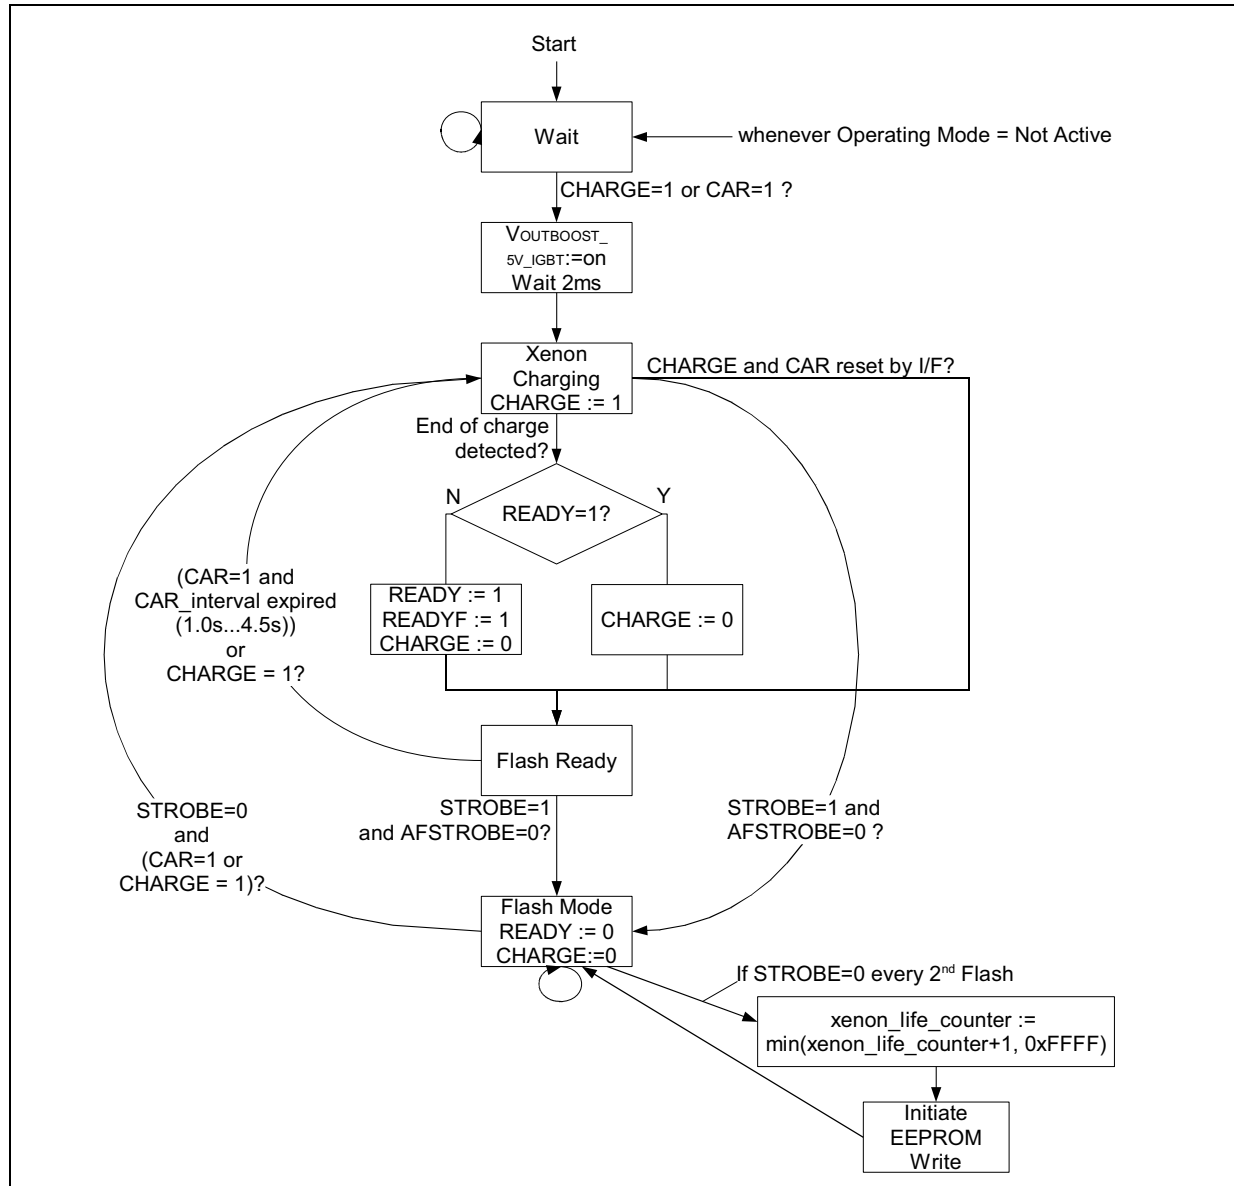 Start
Wait
whenever Operating Mode = Not Active
CHARGE=1 or CAR=1 ?
VOUTBOOST_
5V_IGBT:=on
Wait 2ms
Xenon
Charging
CHARGE := 1
CHARGE and CAR reset by I/F?
End of charge
detected?
N
Y
READY=1?
(CAR=1 and
CAR_interval expired
(1.0s...4.5s))
or
CHARGE = 1?
READY := 1
READYF := 1
CHARGE := 0
CHARGE := 0
Flash Ready
STROBE=0
and
(CAR=1 or
CHARGE = 1)?
STROBE=1
and AFSTROBE=0?
STROBE=1 and
AFSTROBE=0 ?
Flash Mode
READY := 0
CHARGE:=0
If STROBE=0 every 2nd Flash
xenon_life_counter :=
min(xenon_life_counter+1, 0xFFFF)
Initiate
EEPROM
Write